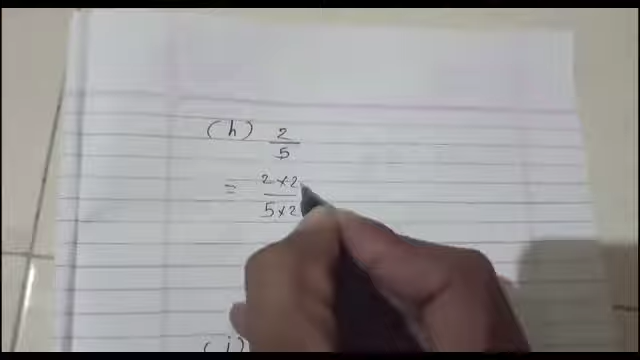 (h) 2/5
= 2×2/5×2
(i)